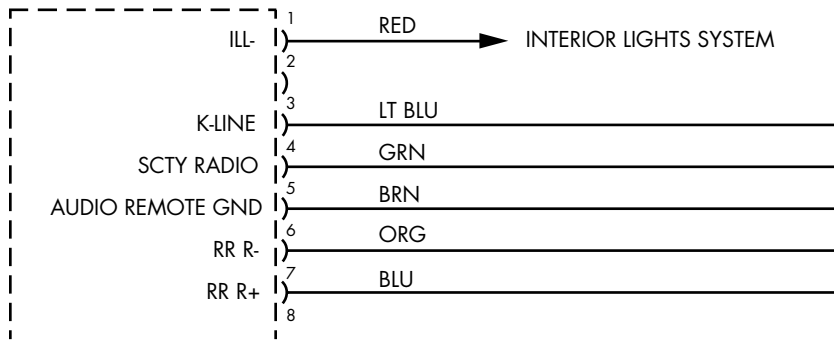 1
ILL- RED INTERIOR LIGHTS SYSTEM
2
3
K-LINE LT BLU
4
SCTY RADIO GRN
5
AUDIO REMOTE GND BRN
6
RR R- ORG
7
RR R+ BLU
8